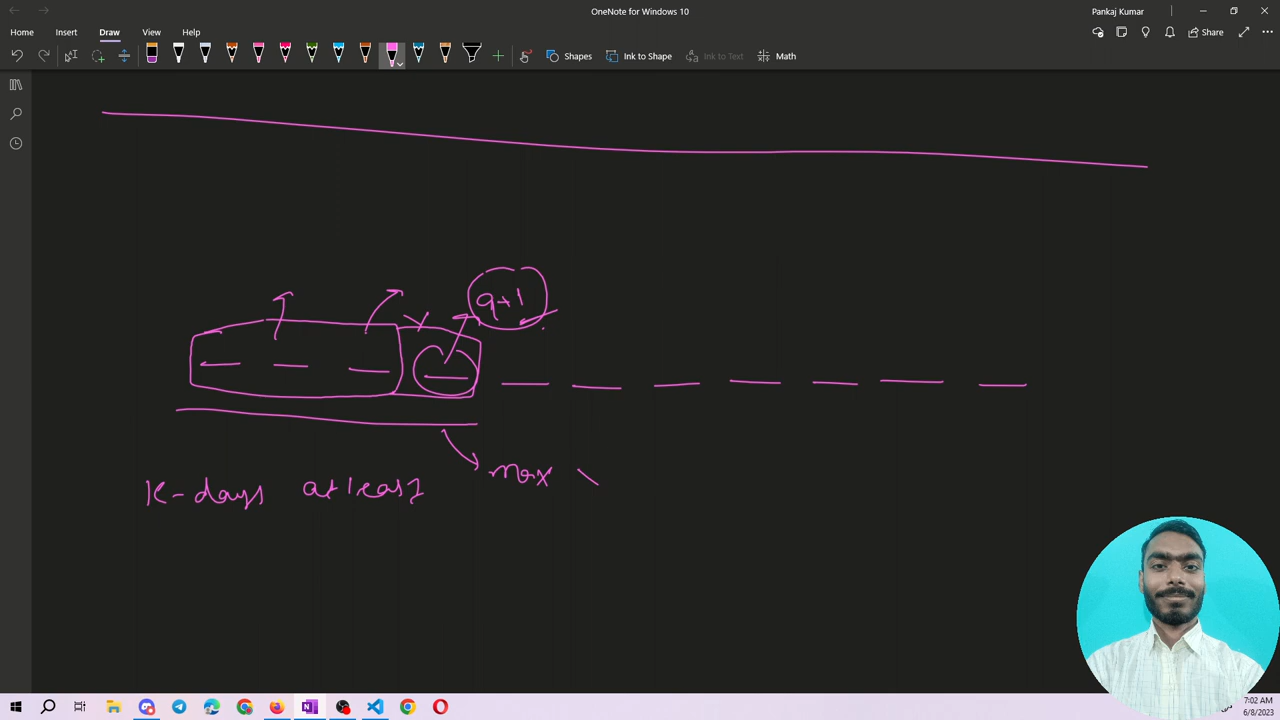 OneNote for Windows 10
Pankaj Kumar
Home Insert Draw View Help
Share
Shapes Ink to Shape Ink to Text Math
q+1
max
K-days atleast
7:02 AM
6/8/2023